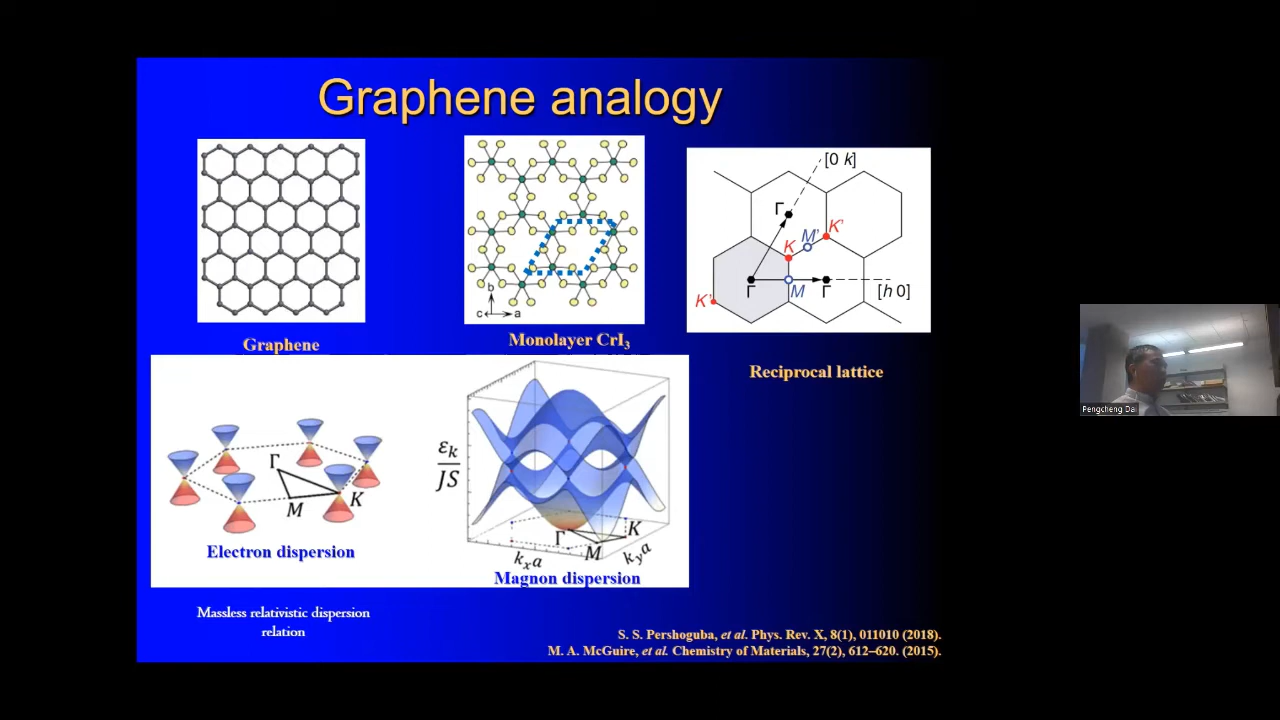 Graphene analogy
b
c
a
[0 k]
Γ
M'
K'
K
Γ
M
Γ
[h 0]
K'
Graphene
Monolayer CrI₃
Reciprocal lattice
Γ
M
K
Electron dispersion
εₖ
JS
Γ
M
K
kₓa
kᵧa
Magnon dispersion
Massless relativistic dispersion
relation
S. S. Pershoguba, et al. Phys. Rev. X, 8(1), 011010 (2018).
M. A. McGuire, et al. Chemistry of Materials, 27(2), 612–620. (2015).
Pengcheng Dai